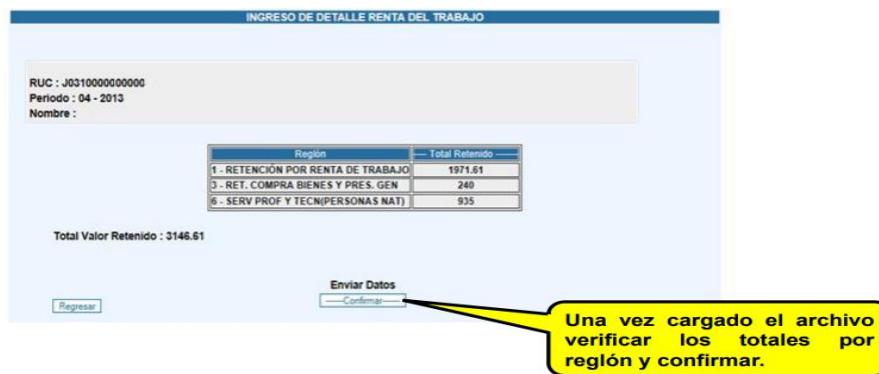 INGRESO DE DETALLE RENTA DEL TRABAJO
RUC : J0310000000000
Periodo : 04 - 2013
Nombre :
Reglón Total Retenido
1 - RETENCIÓN POR RENTA DE TRABAJO 1971.61
3 - RET. COMPRA BIENES Y PRES. GEN 240
6 - SERV PROF Y TECN(PERSONAS NAT) 935
Total Valor Retenido : 3146.61
Enviar Datos
Regresar -----Confirmar-----
Una vez cargado el archivo
verificar los totales por
reglón y confirmar.